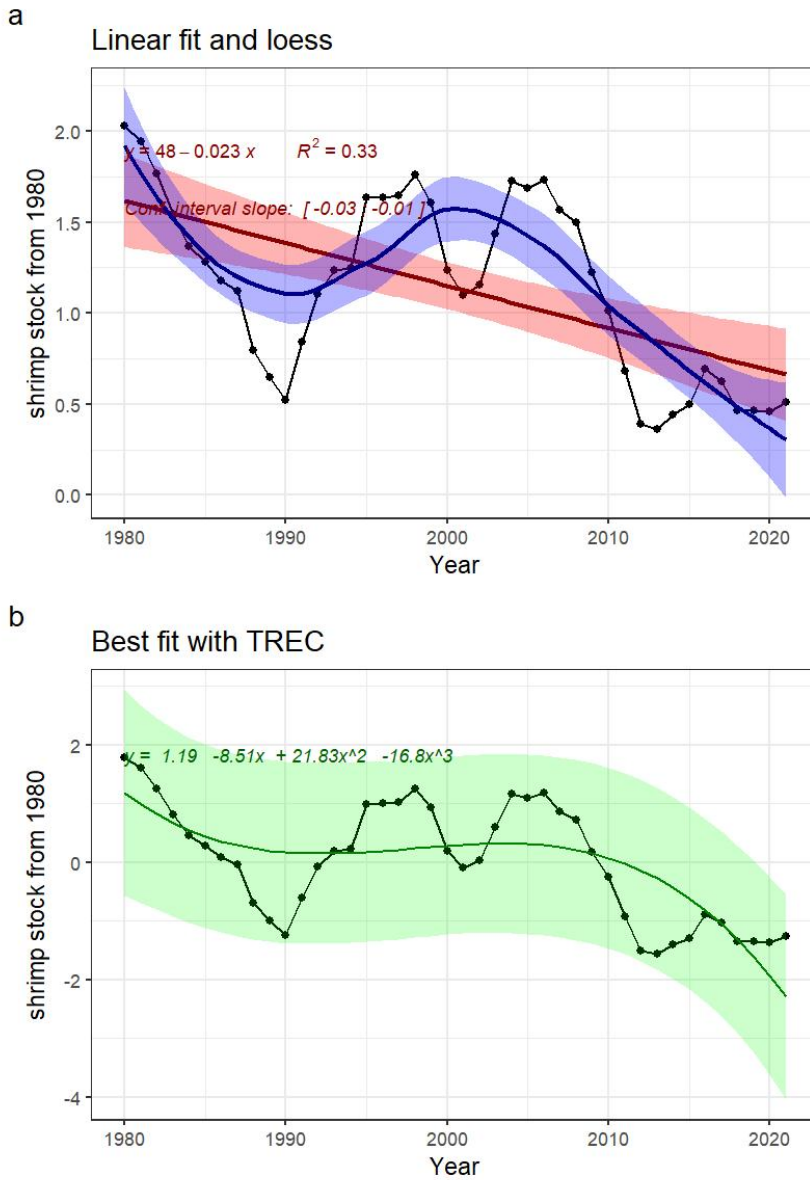 a
Linear fit and loess
shrimp stock from 1980
2.0
1.5
1.0
0.5
0.0
y = 48 – 0.023 x R² = 0.33
Conf. interval slope: [ -0.03 -0.01 ]
1980 1990 2000 2010 2020
Year
b
Best fit with TREC
shrimp stock from 1980
2
0
-2
-4
y = 1.19 -8.51x + 21.83x^2 -16.8x^3
1980 1990 2000 2010 2020
Year